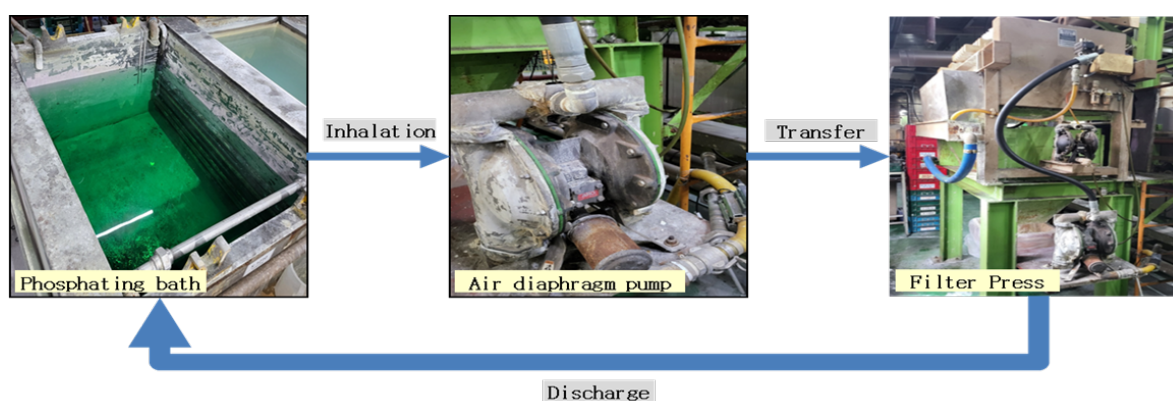 Inhalation
Transfer
Phosphating bath
Air diaphragm pump
Filter Press
Discharge